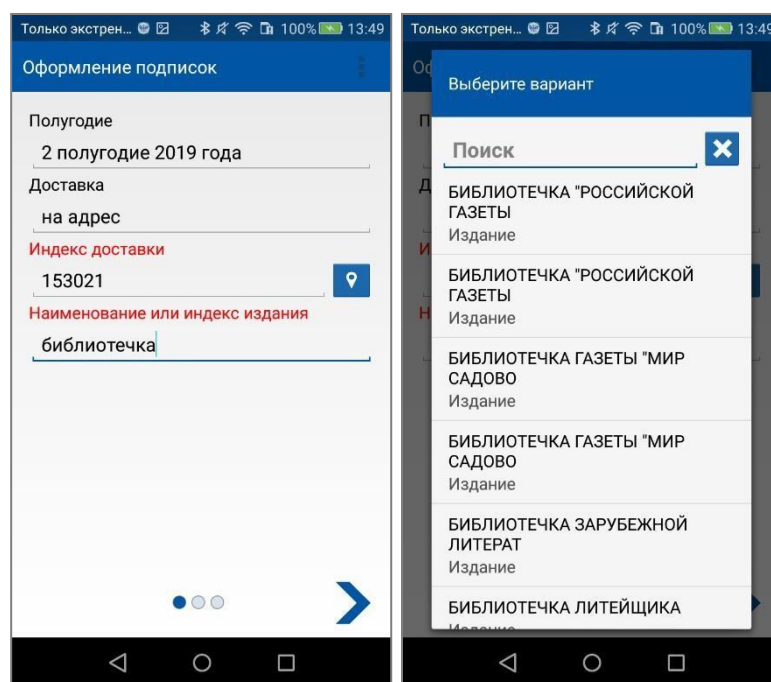 Только экстрен... 100% 13:49
Оформление подписок
Полугодие
2 полугодие 2019 года
Доставка
на адрес
Индекс доставки
153021
Наименование или индекс издания
библиотечка
Только экстрен... 100% 13:49
Выберите вариант
Поиск
БИБЛИОТЕЧКА "РОССИЙСКОЙ
ГАЗЕТЫ
Издание
БИБЛИОТЕЧКА "РОССИЙСКОЙ
ГАЗЕТЫ
Издание
БИБЛИОТЕЧКА ГАЗЕТЫ "МИР
САДОВО
Издание
БИБЛИОТЕЧКА ГАЗЕТЫ "МИР
САДОВО
Издание
БИБЛИОТЕЧКА ЗАРУБЕЖНОЙ
ЛИТЕРАТ
Издание
БИБЛИОТЕЧКА ЛИТЕЙЩИКА